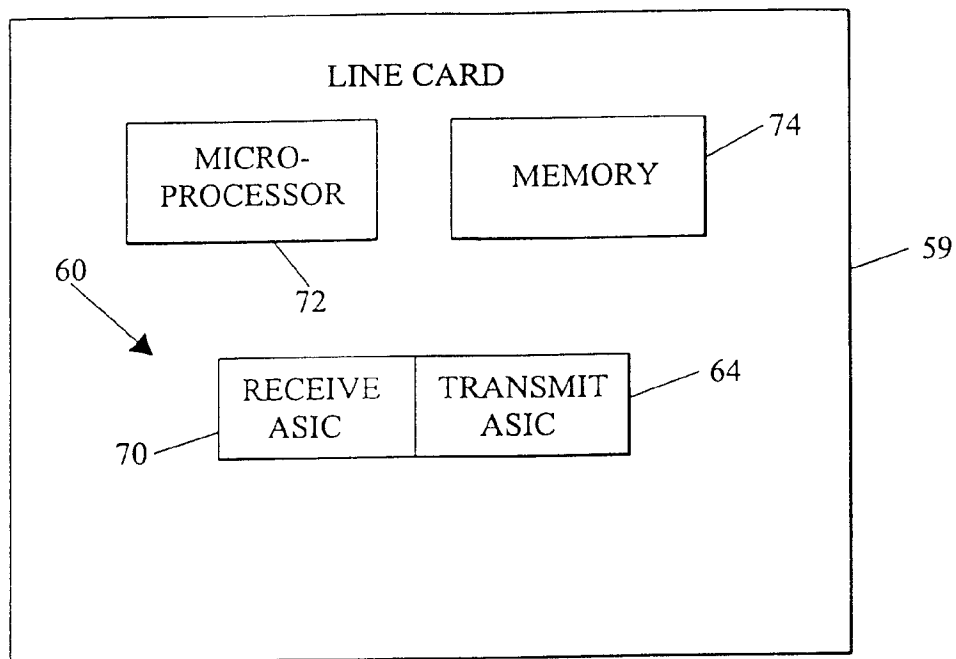 LINE CARD
MICRO-
PROCESSOR
72
MEMORY
74
59
60
RECEIVE
ASIC
70
TRANSMIT
ASIC
64